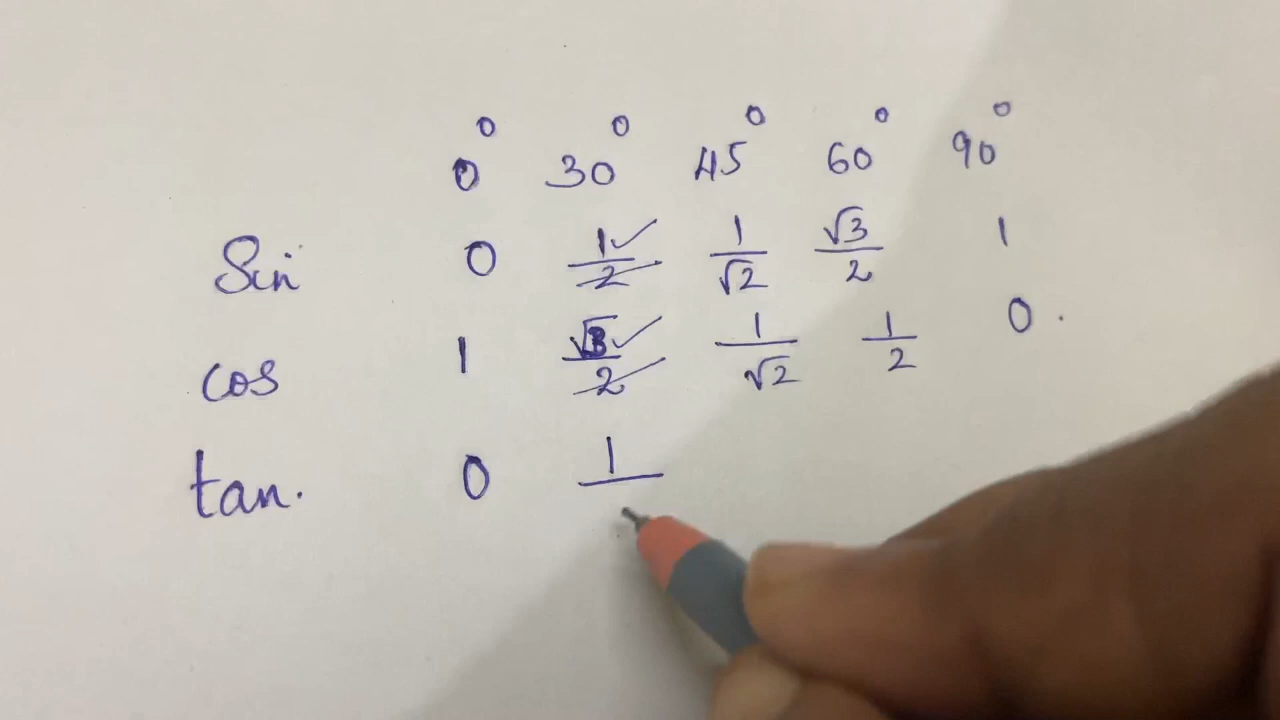 0° 30° 45° 60° 90°
Sin 0 1/2 1/√2 √3/2 1
cos 1 √3/2 1/√2 1/2 0.
tan. 0 1/